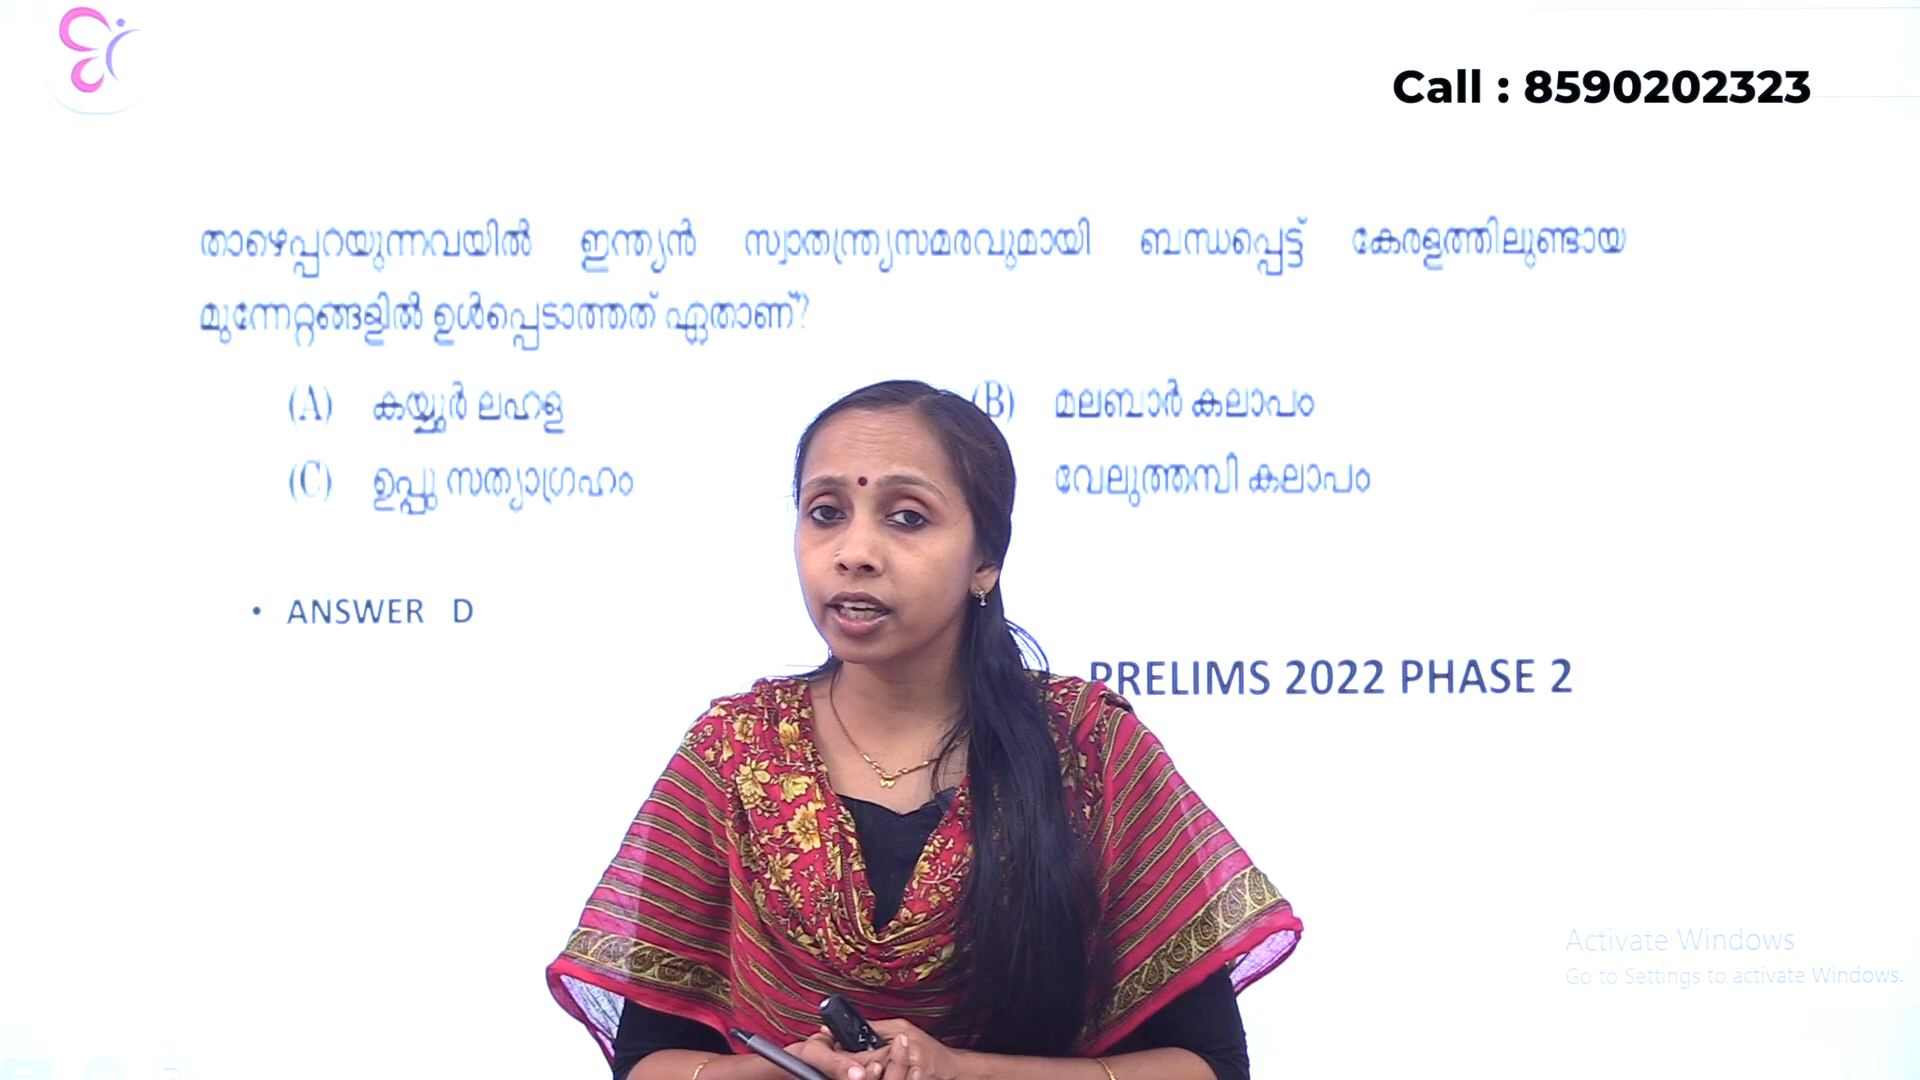 Call : 8590202323
താഴെപ്പറയുന്നവയിൽ ഇന്ത്യൻ സ്വാതന്ത്ര്യസമരവുമായി ബന്ധപ്പെട്ട് കേരളത്തിലുണ്ടായ
മുന്നേറ്റങ്ങളിൽ ഉൾപ്പെടാത്തത് ഏതാണ്?
(A) കയ്യൂർ ലഹള (B) മലബാർ കലാപം
(C) ഉപ്പു സത്യാഗ്രഹം വേലുത്തമ്പി കലാപം
• ANSWER D
PRELIMS 2022 PHASE 2
Activate Windows
Go to Settings to activate Windows.